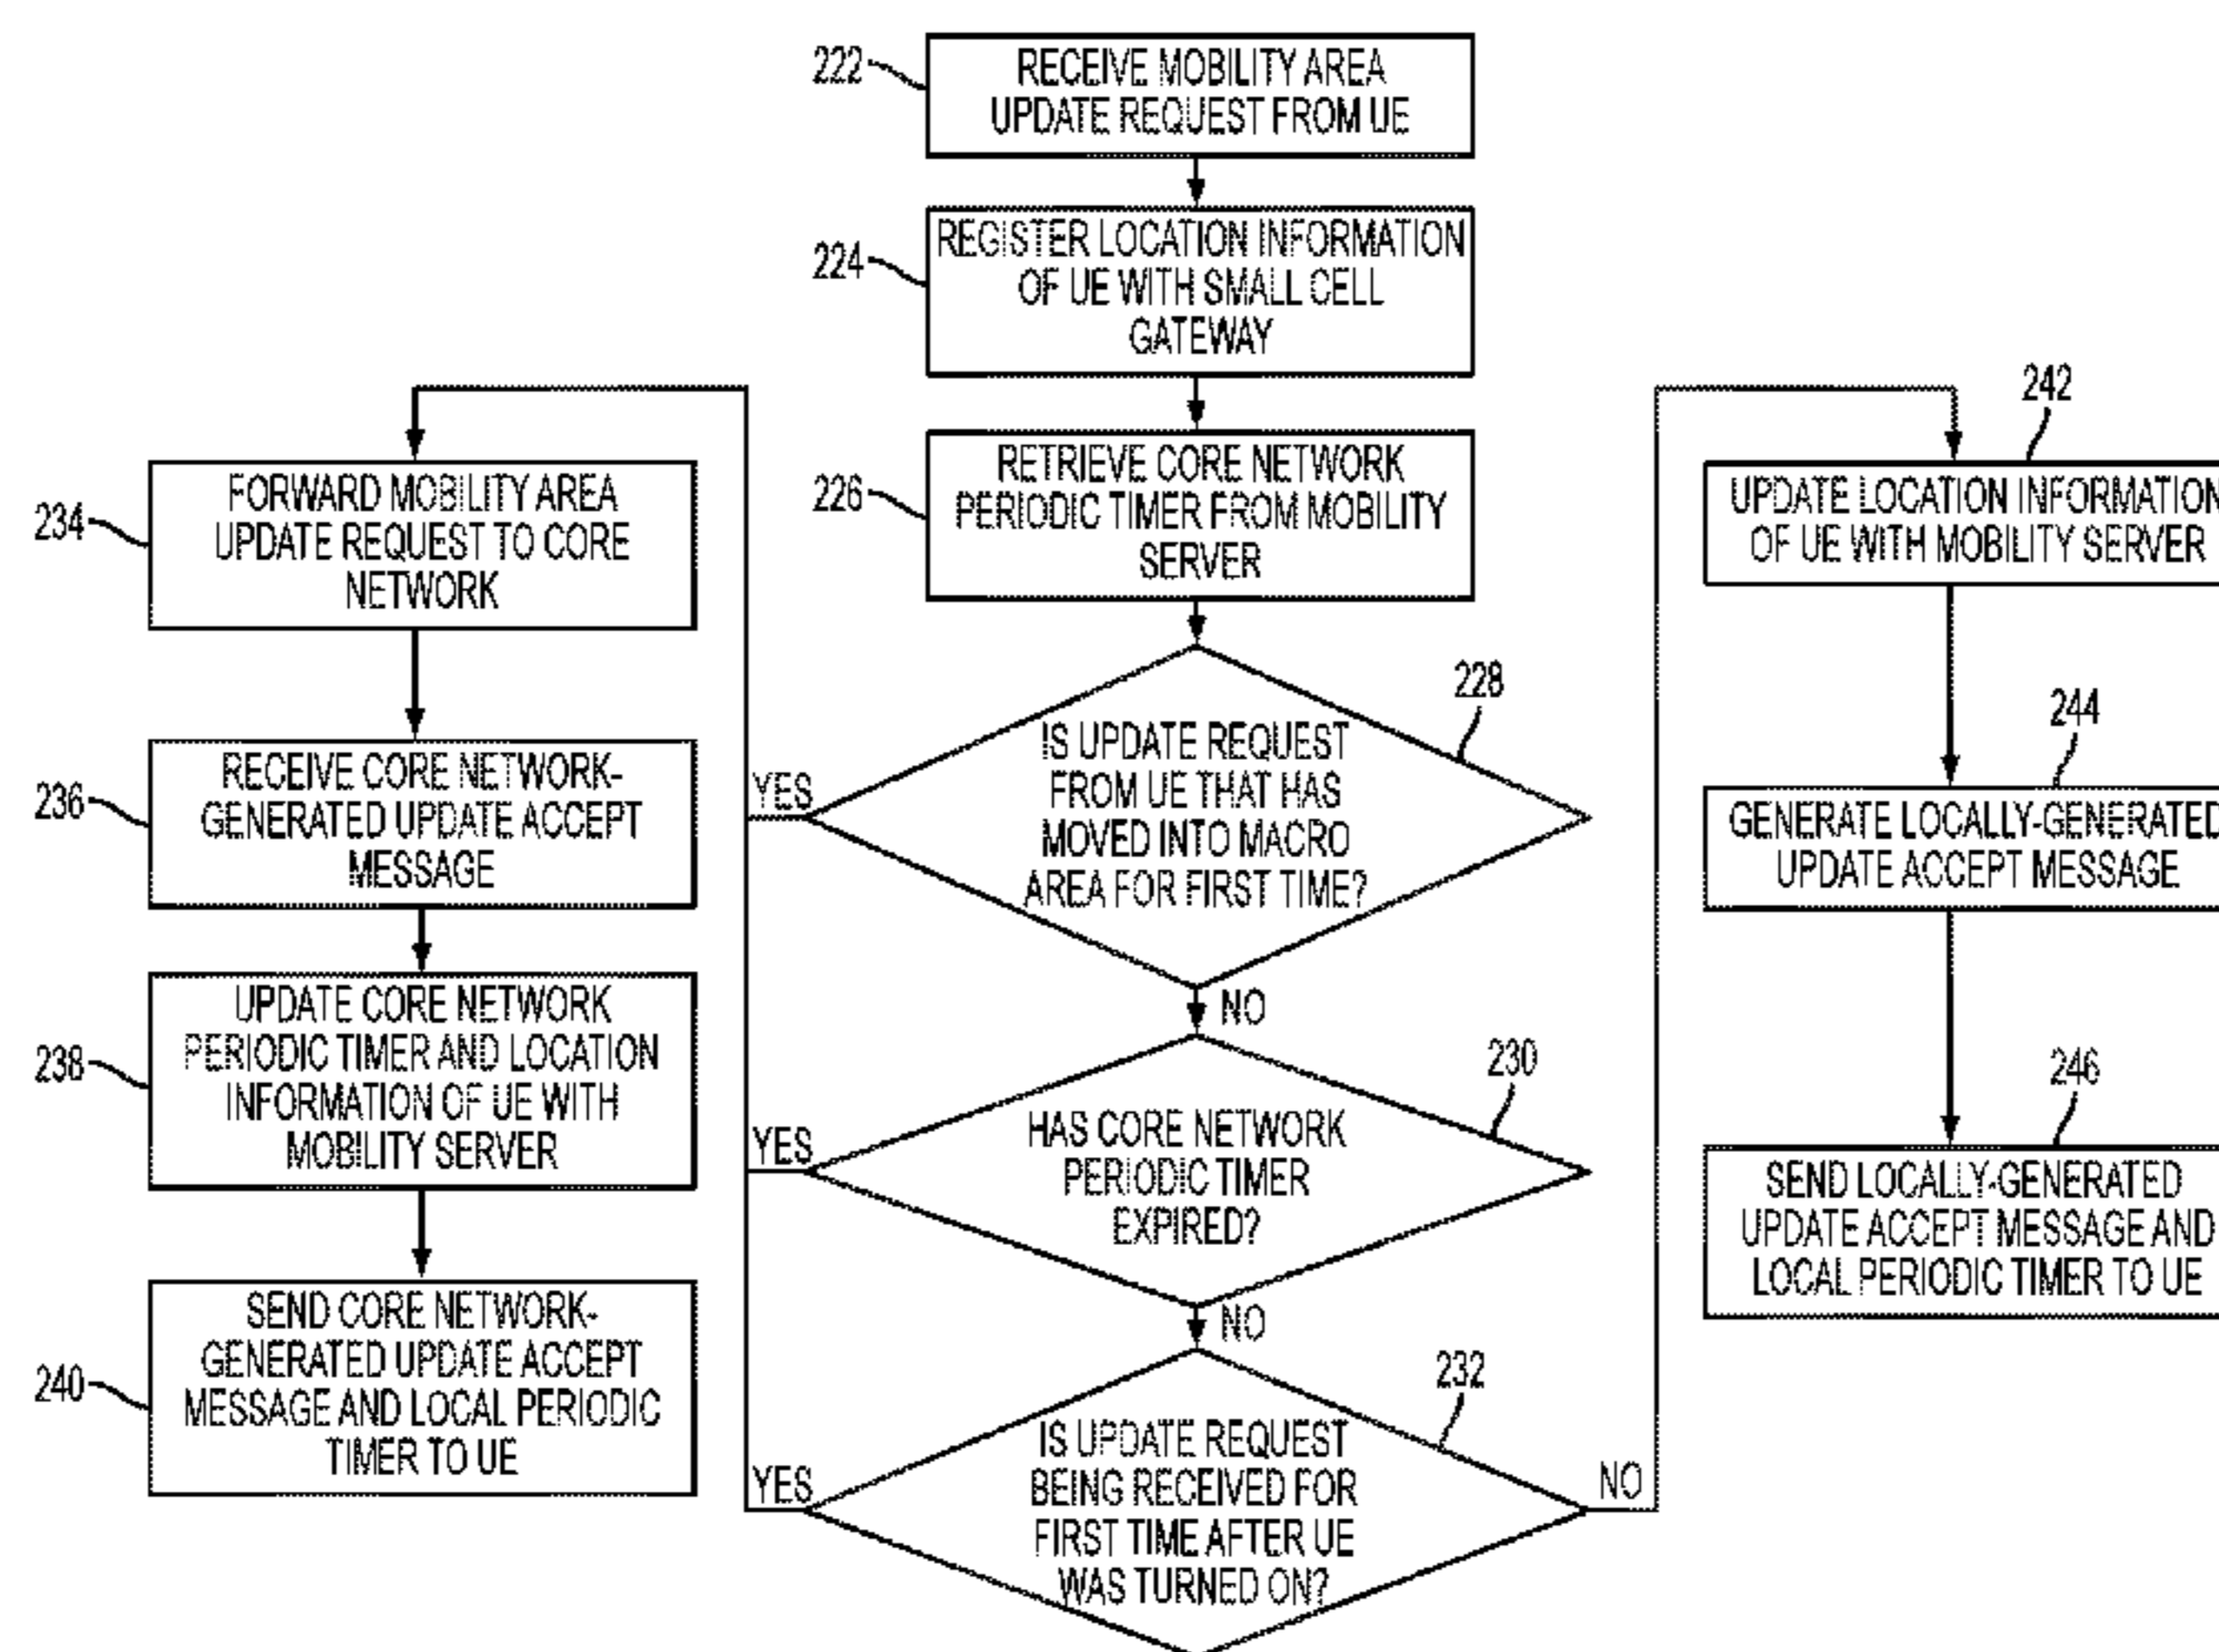 222
RECEIVE MOBILITY AREA
UPDATE REQUEST FROM UE
224
REGISTER LOCATION INFORMATION
OF UE WITH SMALL CELL
GATEWAY
226
RETRIEVE CORE NETWORK
PERIODIC TIMER FROM MOBILITY
SERVER
228
IS UPDATE REQUEST
FROM UE THAT HAS
MOVED INTO MACRO
AREA FOR FIRST TIME?
YES
NO
230
HAS CORE NETWORK
PERIODIC TIMER
EXPIRED?
YES
NO
232
IS UPDATE REQUEST
BEING RECEIVED FOR
FIRST TIME AFTER UE
WAS TURNED ON?
YES
NO
234
FORWARD MOBILITY AREA
UPDATE REQUEST TO CORE
NETWORK
236
RECEIVE CORE NETWORK-
GENERATED UPDATE ACCEPT
MESSAGE
238
UPDATE CORE NETWORK
PERIODIC TIMER AND LOCATION
INFORMATION OF UE WITH
MOBILITY SERVER
240
SEND CORE NETWORK-
GENERATED UPDATE ACCEPT
MESSAGE AND LOCAL PERIODIC
TIMER TO UE
242
UPDATE LOCATION INFORMATION
OF UE WITH MOBILITY SERVER
244
GENERATE LOCALLY-GENERATED
UPDATE ACCEPT MESSAGE
246
SEND LOCALLY-GENERATED
UPDATE ACCEPT MESSAGE AND
LOCAL PERIODIC TIMER TO UE